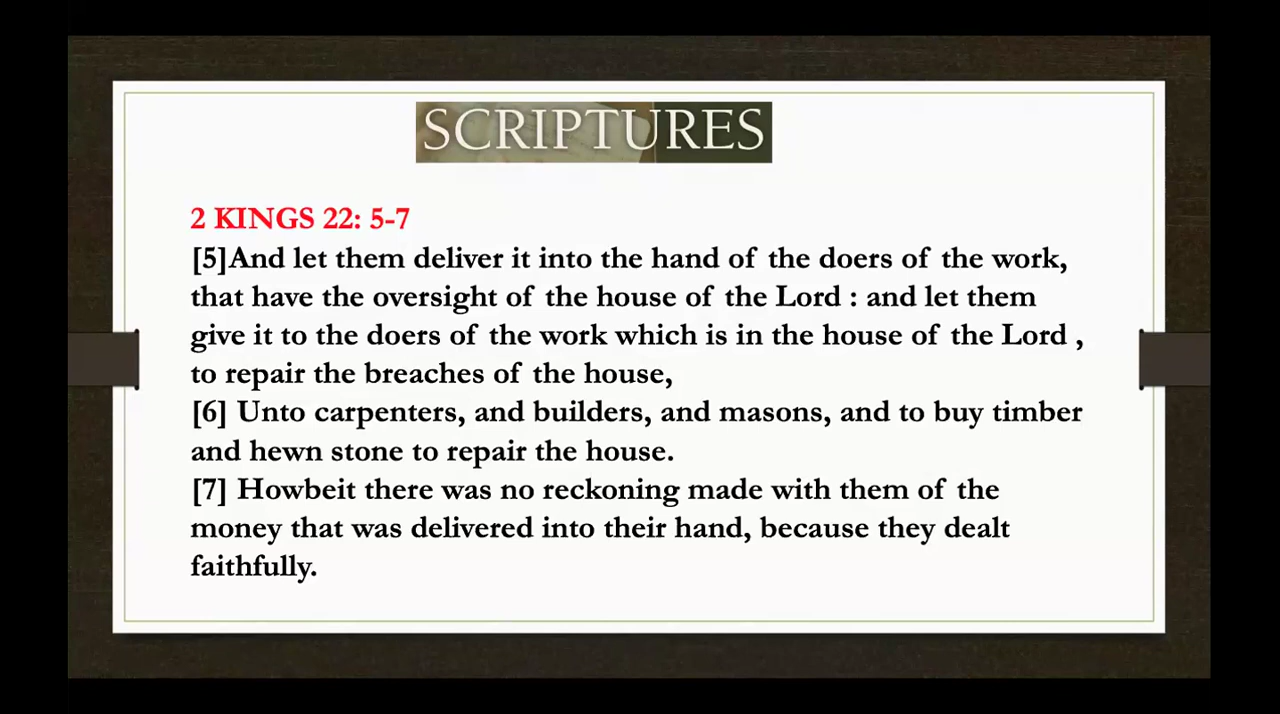 SCRIPTURES
2 KINGS 22: 5-7
[5]And let them deliver it into the hand of the doers of the work,
that have the oversight of the house of the Lord : and let them
give it to the doers of the work which is in the house of the Lord ,
to repair the breaches of the house,
[6] Unto carpenters, and builders, and masons, and to buy timber
and hewn stone to repair the house.
[7] Howbeit there was no reckoning made with them of the
money that was delivered into their hand, because they dealt
faithfully.